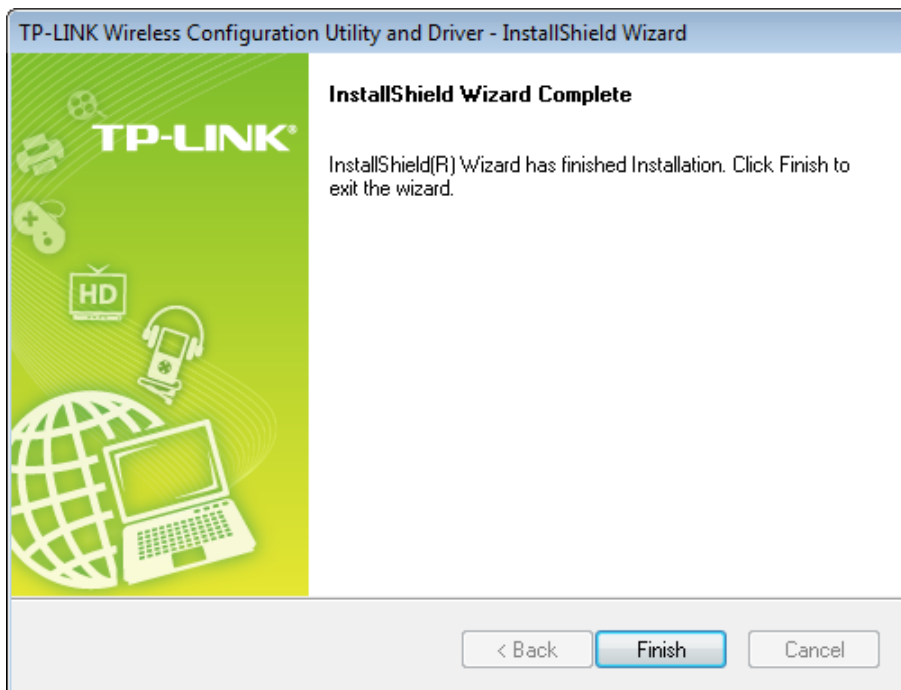 TP-LINK Wireless Configuration Utility and Driver - InstallShield Wizard
TP-LINK®
HD
InstallShield Wizard Complete
InstallShield(R) Wizard has finished Installation. Click Finish to
exit the wizard.
< Back
Finish
Cancel